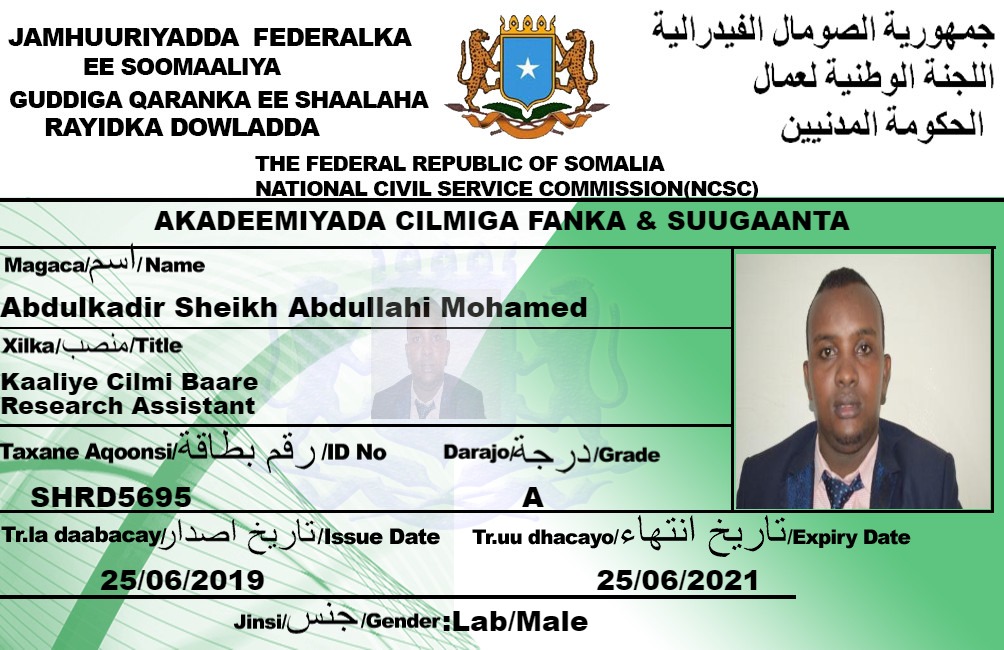 JAMHUURIYADDA FEDERALKA
EE SOOMAALIYA
GUDDIGA QARANKA EE SHAALAHA
RAYIDKA DOWLADDA
جمهورية الصومال الفيدرالية
اللجنة الوطنية لعمال
الحكومة المدنيين
THE FEDERAL REPUBLIC OF SOMALIA
NATIONAL CIVIL SERVICE COMMISSION(NCSC)
AKADEEMIYADA CILMIGA FANKA & SUUGAANTA
Magaca/اسم/Name
Abdulkadir Sheikh Abdullahi Mohamed
Xilka/منصب/Title
Kaaliye Cilmi Baare
Research Assistant
Taxane Aqoonsi/رقم بطاقة/ID No
Darajo/درجة/Grade
SHRD5695
A
Tr.la daabacay/تاريخ اصدار/Issue Date
Tr.uu dhacayo/تاريخ انتهاء/Expiry Date
25/06/2019
25/06/2021
Jinsi/جنس/Gender:Lab/Male